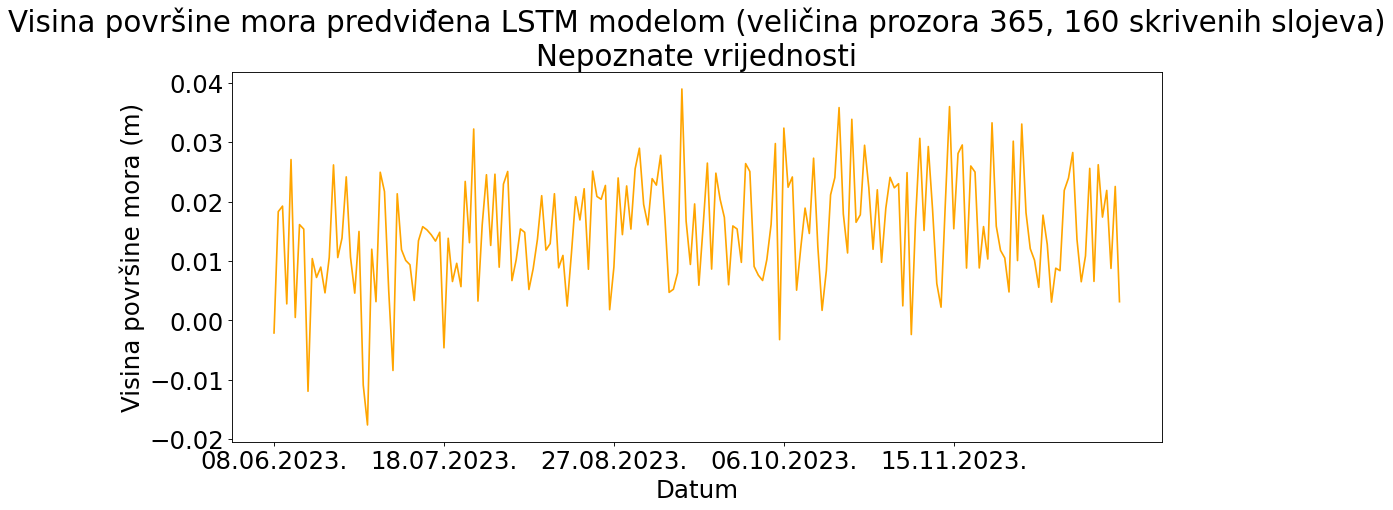 Visina površine mora predviđena LSTM modelom (veličina prozora 365, 160 skrivenih slojeva)
Nepoznate vrijednosti
Visina površine mora (m)
0.04
0.03
0.02
0.01
0.00
−0.01
−0.02
08.06.2023. 18.07.2023. 27.08.2023. 06.10.2023. 15.11.2023.
Datum